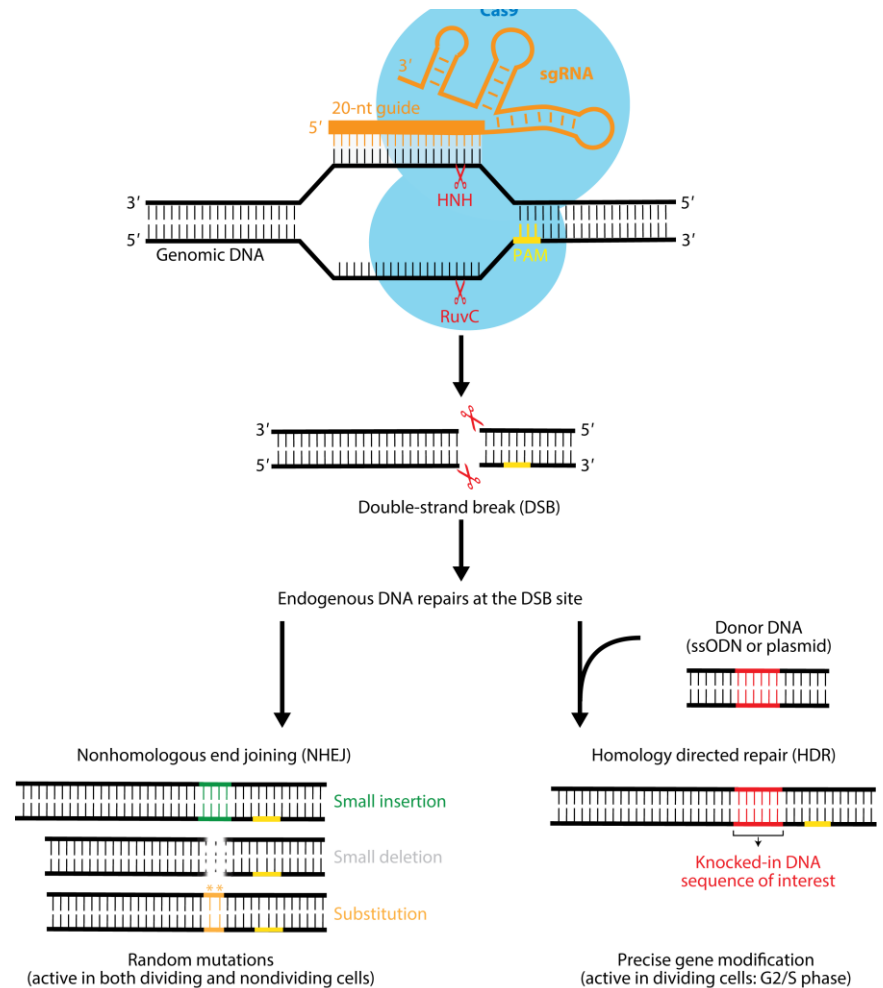 Cas9
3′
sgRNA
20-nt guide
5′
HNH
3′
5′
5′
3′
Genomic DNA
PAM
RuvC
3′
5′
5′
3′
Double-strand break (DSB)
Endogenous DNA repairs at the DSB site
Donor DNA
(ssODN or plasmid)
Nonhomologous end joining (NHEJ)
Homology directed repair (HDR)
Small insertion
Small deletion
**
Substitution
Knocked-in DNA
sequence of interest
Random mutations
(active in both dividing and nondividing cells)
Precise gene modification
(active in dividing cells: G2/S phase)